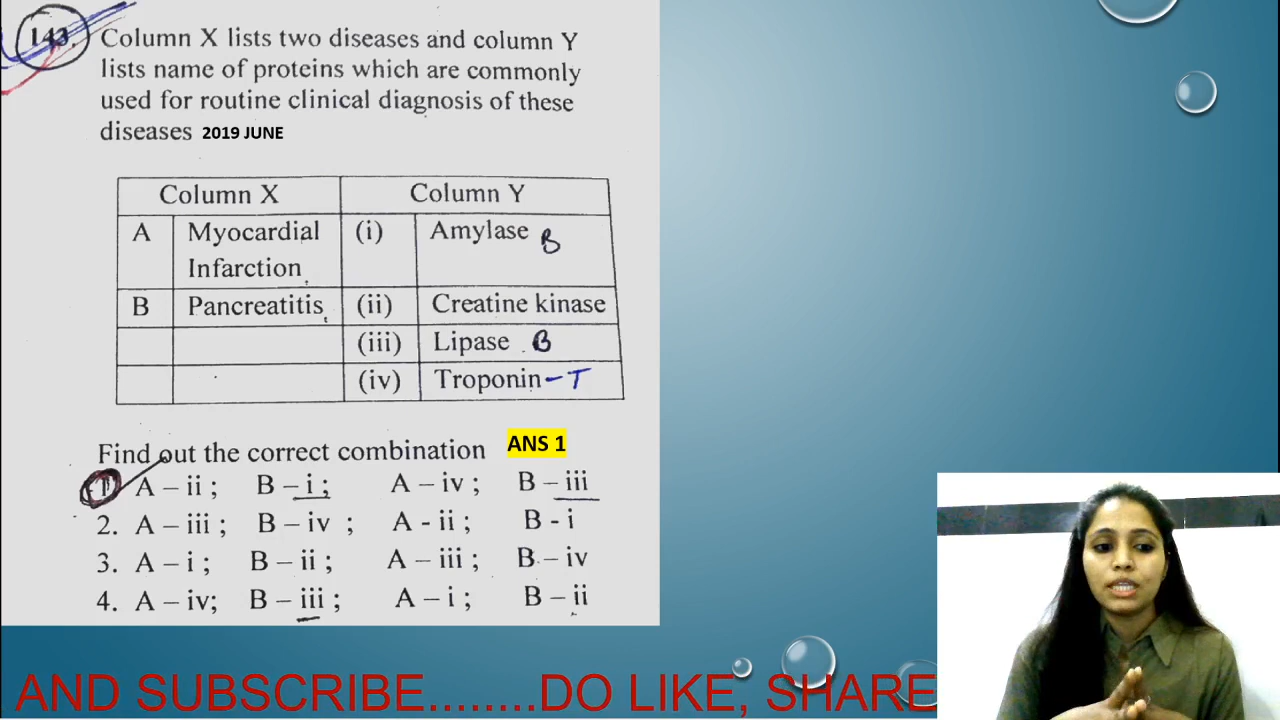 143. Column X lists two diseases and column Y
lists name of proteins which are commonly
used for routine clinical diagnosis of these
diseases 2019 JUNE
Column X Column Y
A Myocardial Infarction (i) Amylase B
B Pancreatitis (ii) Creatine kinase
(iii) Lipase B
(iv) Troponin - T
Find out the correct combination ANS 1
1. A – ii ; B – i ; A – iv ; B – iii
2. A – iii ; B – iv ; A - ii ; B - i
3. A – i ; B – ii ; A – iii ; B – iv
4. A – iv; B – iii ; A – i ; B – ii
AND SUBSCRIBE........DO LIKE, SHARE